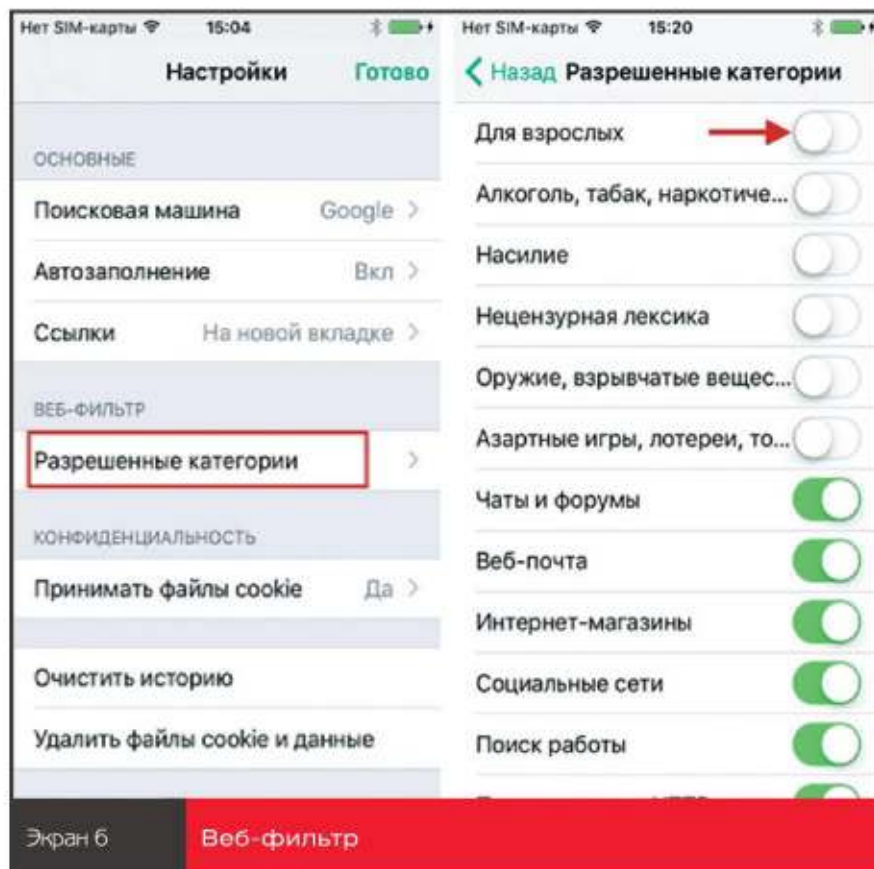 Нет SIM-карты 15:04
Настройки Готово
ОСНОВНЫЕ
Поисковая машина Google >
Автозаполнение Вкл >
Ссылки На новой вкладке >
ВЕБ-ФИЛЬТР
Разрешенные категории >
КОНФИДЕНЦИАЛЬНОСТЬ
Принимать файлы cookie Да >
Очистить историю
Удалить файлы cookie и данные
Нет SIM-карты 15:20
Назад Разрешенные категории
Для взрослых
Алкоголь, табак, наркотиче...
Насилие
Нецензурная лексика
Оружие, взрывчатые вещес...
Азартные игры, лотереи, то...
Чаты и форумы
Веб-почта
Интернет-магазины
Социальные сети
Поиск работы
Экран 6 Веб-фильтр